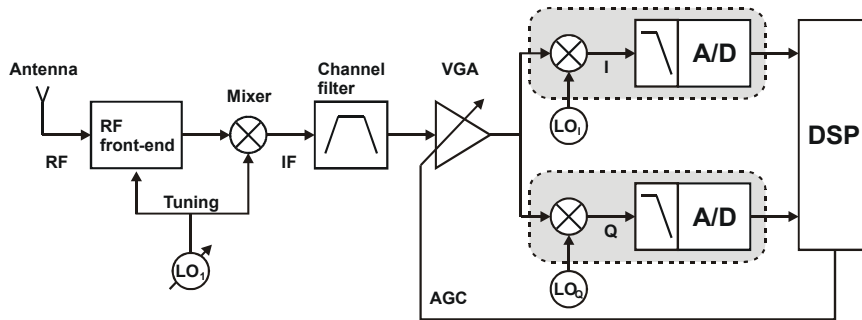 Antenna
RF
RF
front-end
Tuning
LO1
Mixer
IF
Channel
filter
VGA
AGC
LOI
I
A/D
LOQ
Q
A/D
DSP